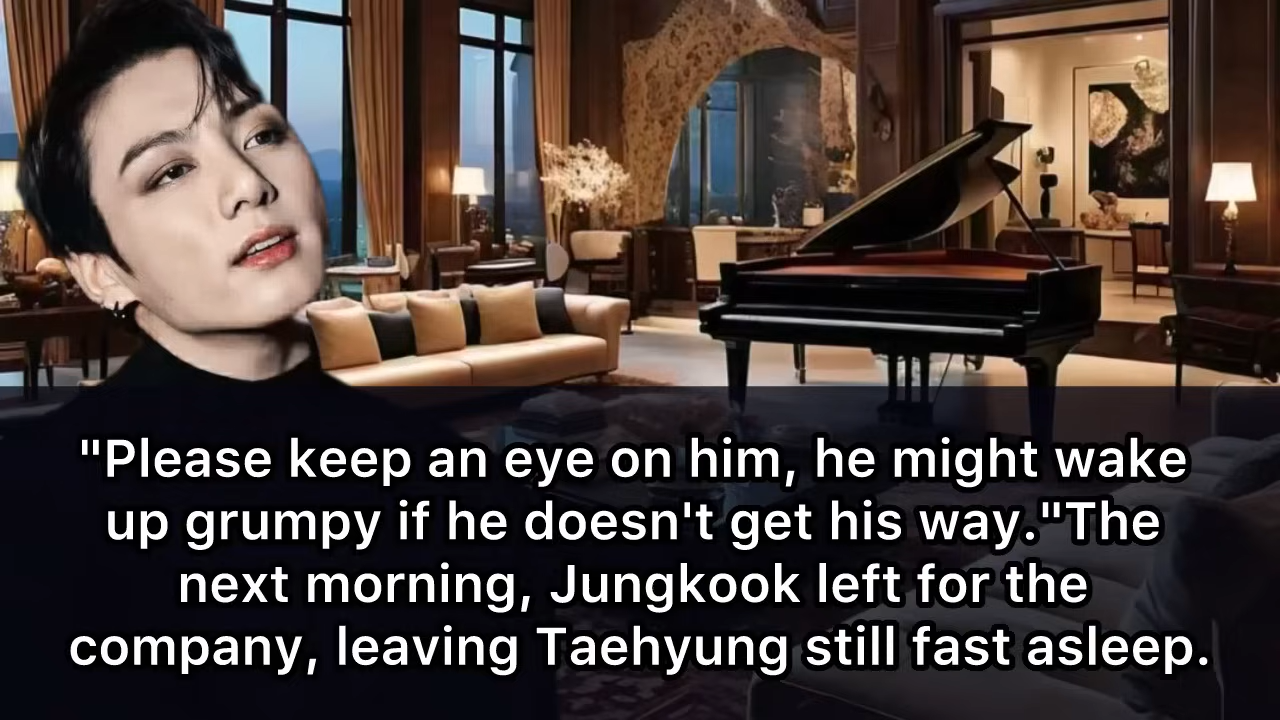 "Please keep an eye on him, he might wake
up grumpy if he doesn't get his way."The
next morning, Jungkook left for the
company, leaving Taehyung still fast asleep.